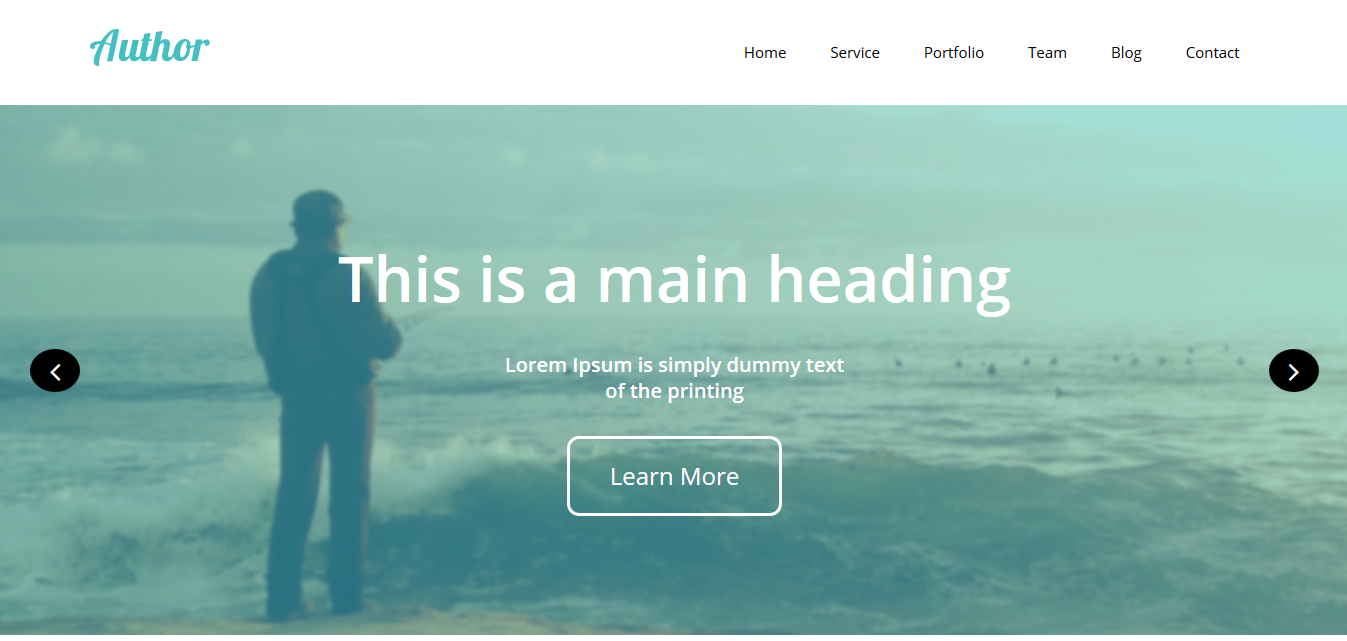 Author
Home Service Portfolio Team Blog Contact
This is a main heading
Lorem Ipsum is simply dummy text
of the printing
Learn More